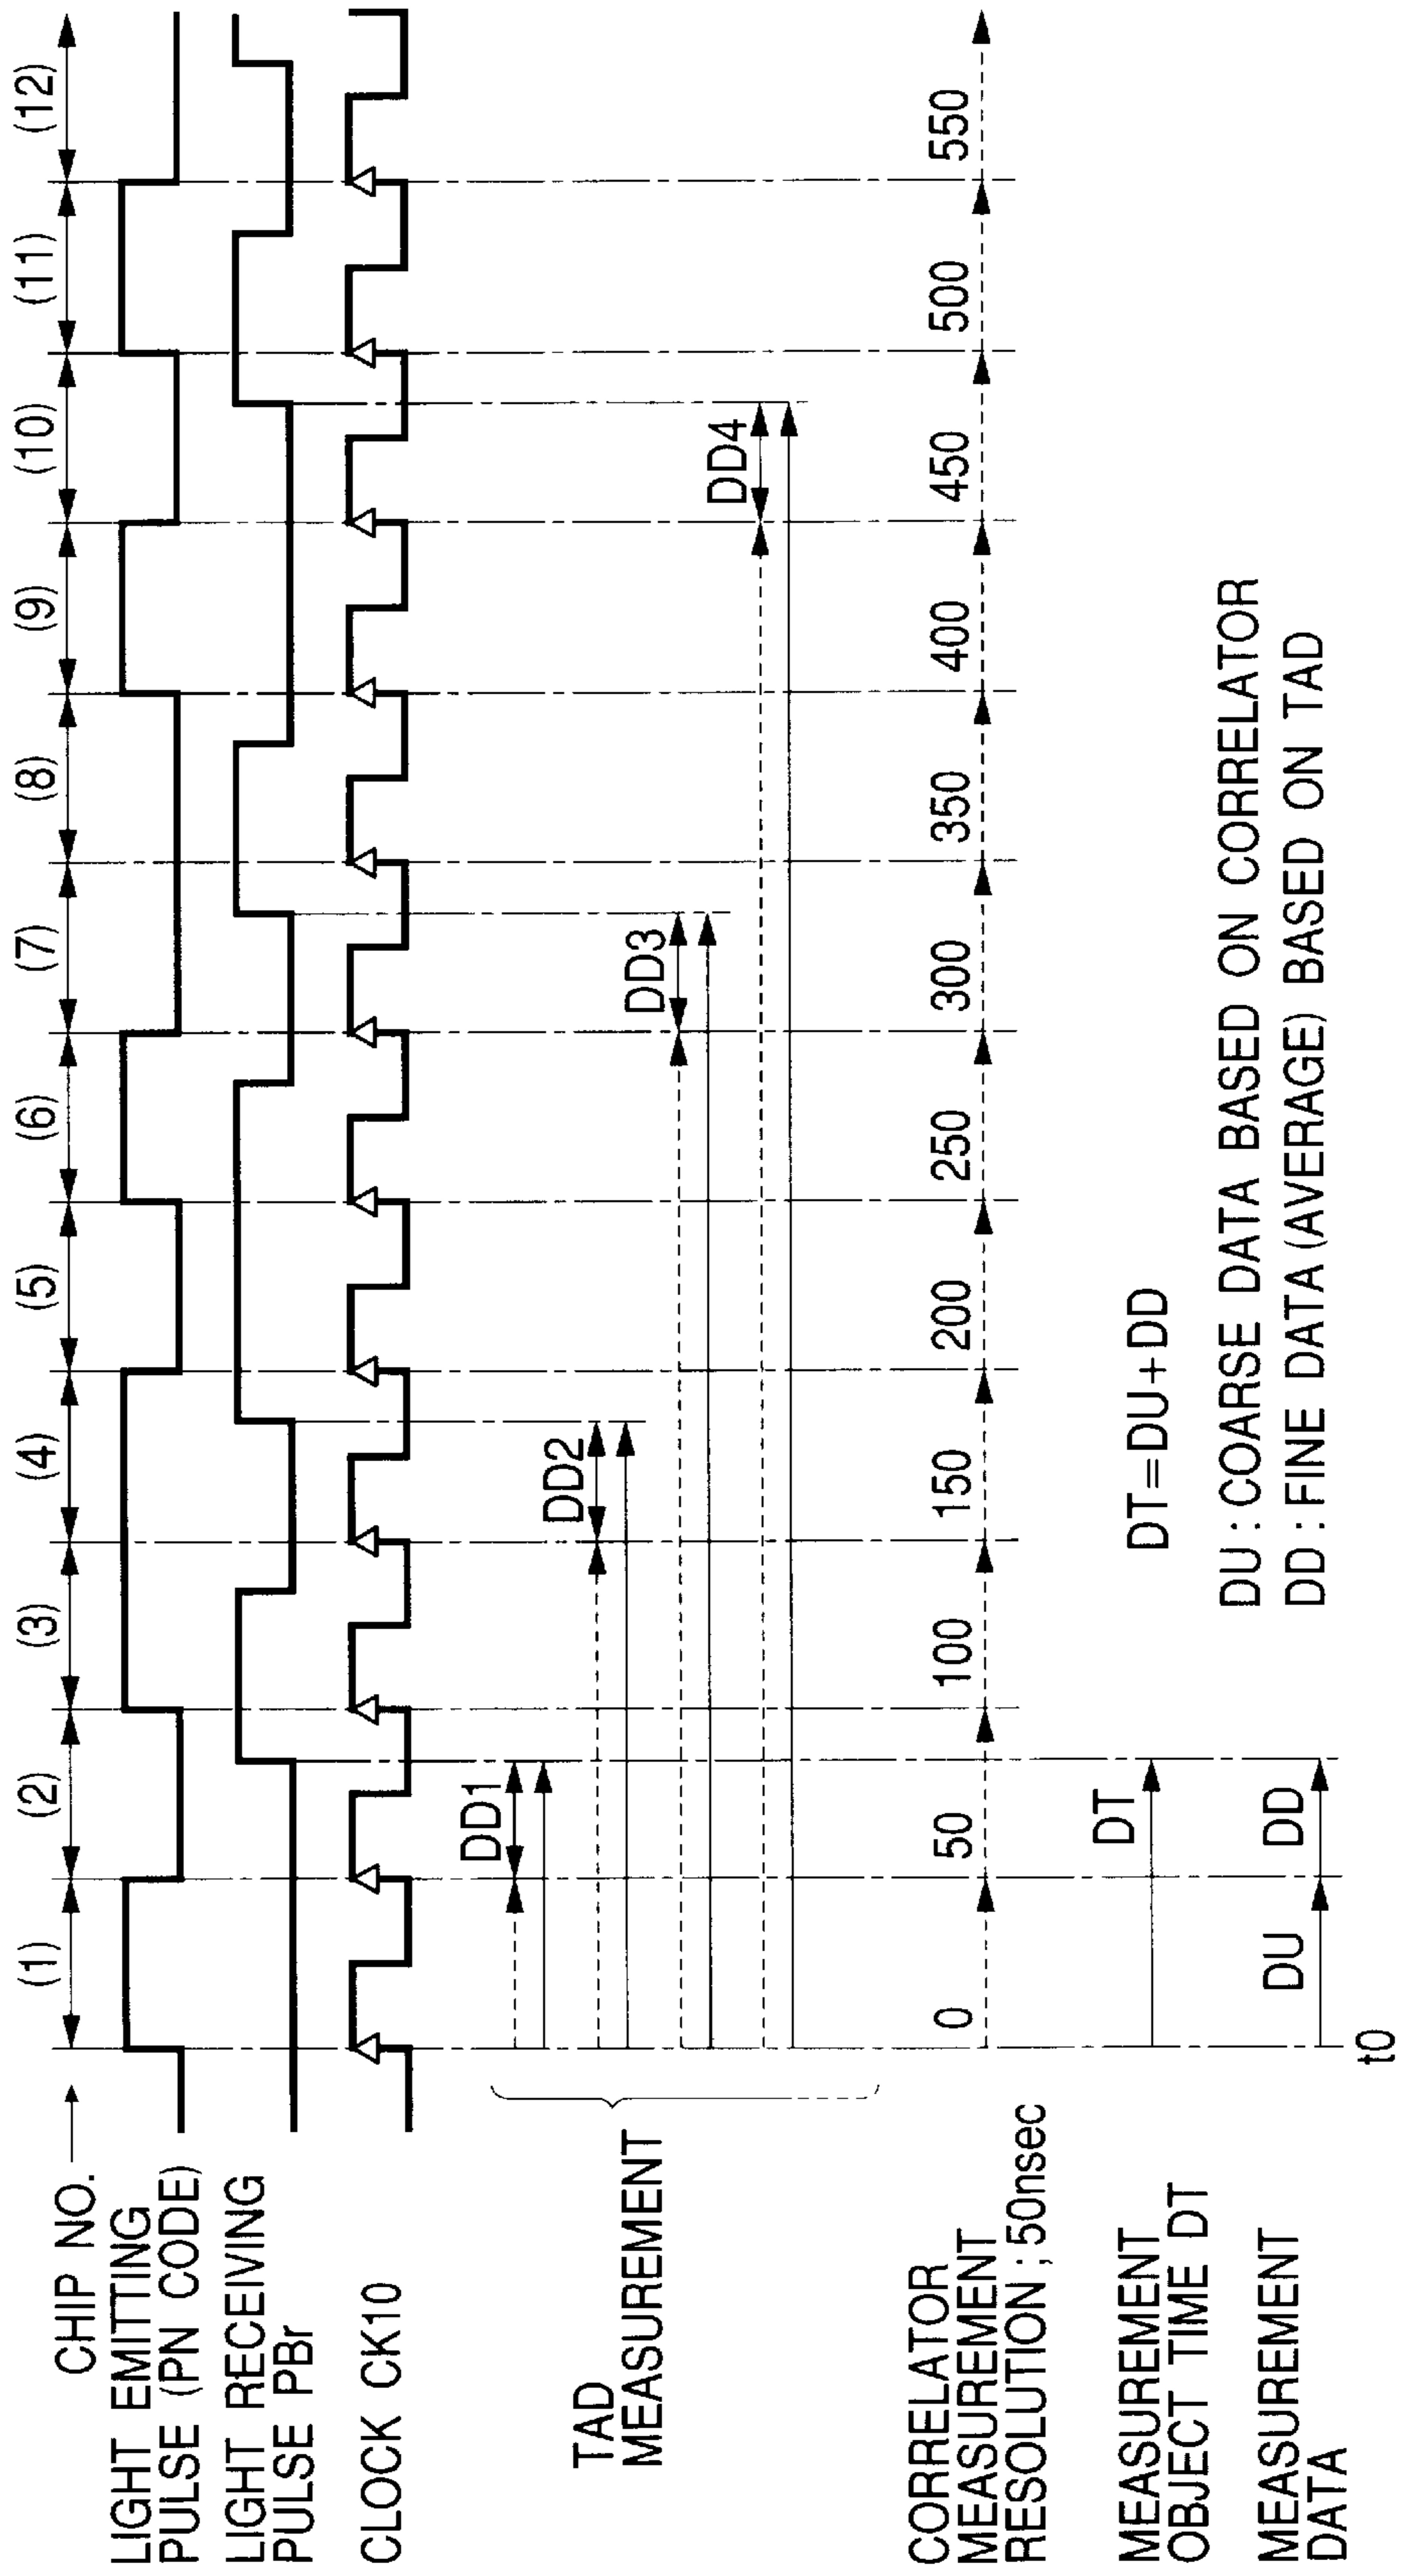 CHIP NO.
(1) (2) (3) (4) (5) (6) (7) (8) (9) (10) (11) (12)
LIGHT EMITTING
PULSE (PN CODE)
LIGHT RECEIVING
PULSE PBr
CLOCK CK10
TAD
MEASUREMENT
DD1
DD2
DD3
DD4
CORRELATOR
MEASUREMENT
RESOLUTION ; 50nsec
0 50 100 150 200 250 300 350 400 450 500 550
MEASUREMENT
OBJECT TIME DT
DT
DT=DU+DD
MEASUREMENT
DATA
DU DD
DU : COARSE DATA BASED ON CORRELATOR
DD : FINE DATA (AVERAGE) BASED ON TAD
t0